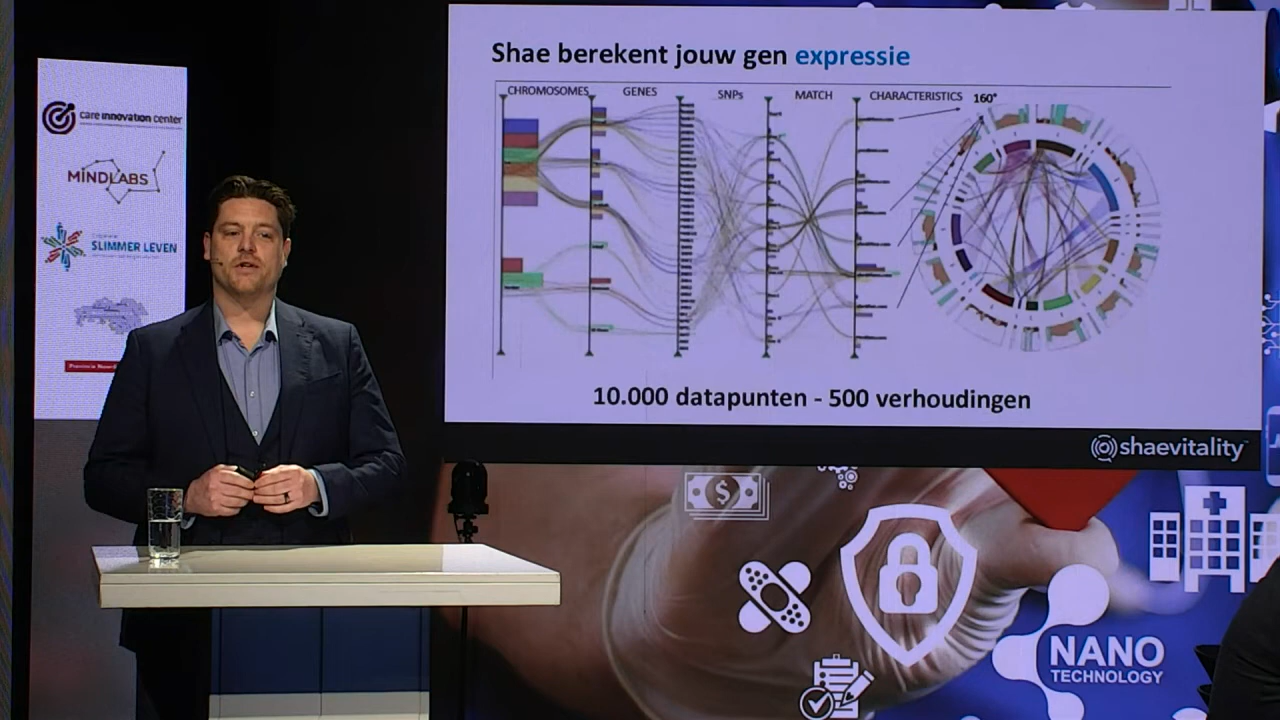 care innovation center
MINDLABS
SLIMMER LEVEN
Shae berekent jouw gen expressie
CHROMOSOMES
GENES
SNPs
MATCH
CHARACTERISTICS
160°
10.000 datapunten - 500 verhoudingen
shaevitality
$
NANO
TECHNOLOGY